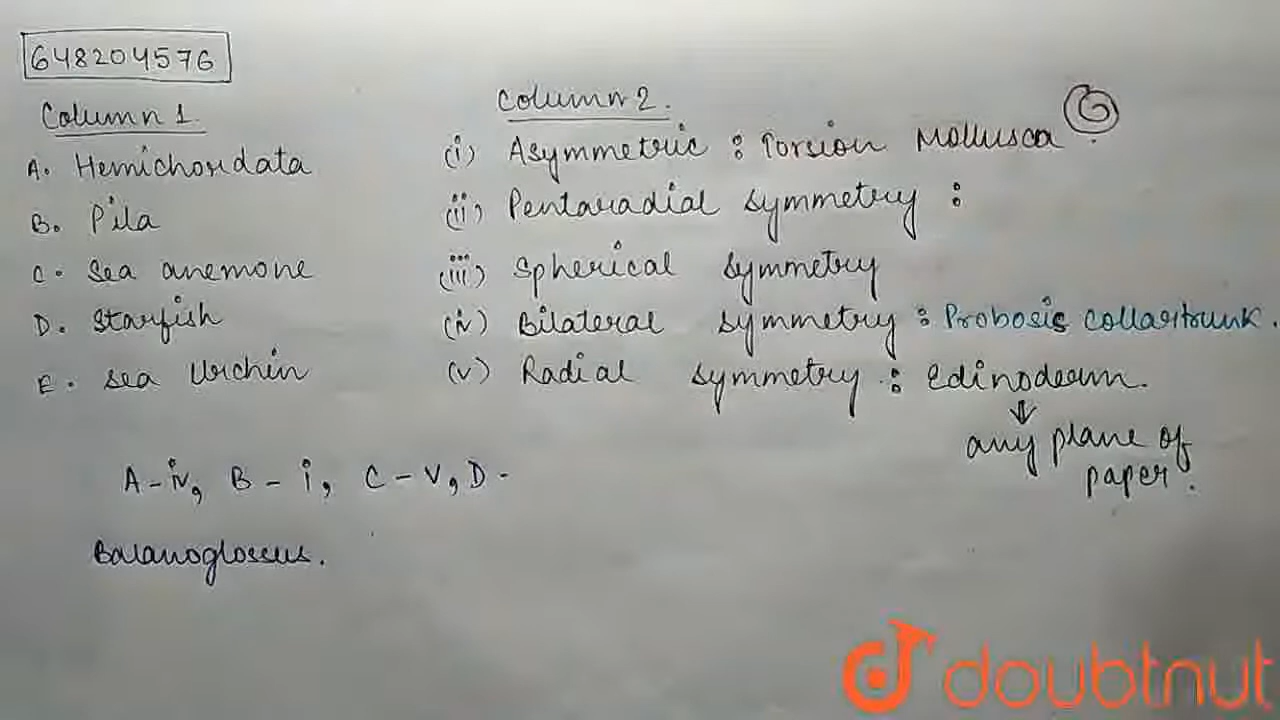 648204576
Column 1.
A. Hemichordata
B. Pila
C. Sea anemone
D. Starfish
E. Sea Urchin
Column 2.
(i) Asymmetric : Torsion Mollusca
(ii) Pentaradial symmetry :
(iii) Spherical symmetry
(iv) Bilateral symmetry : Probosis collartrunk.
(v) Radial symmetry : Edinoderm.
any plane of
paper.
A - iv, B - i, C - v, D -
Balanoglossus.
doubtnut